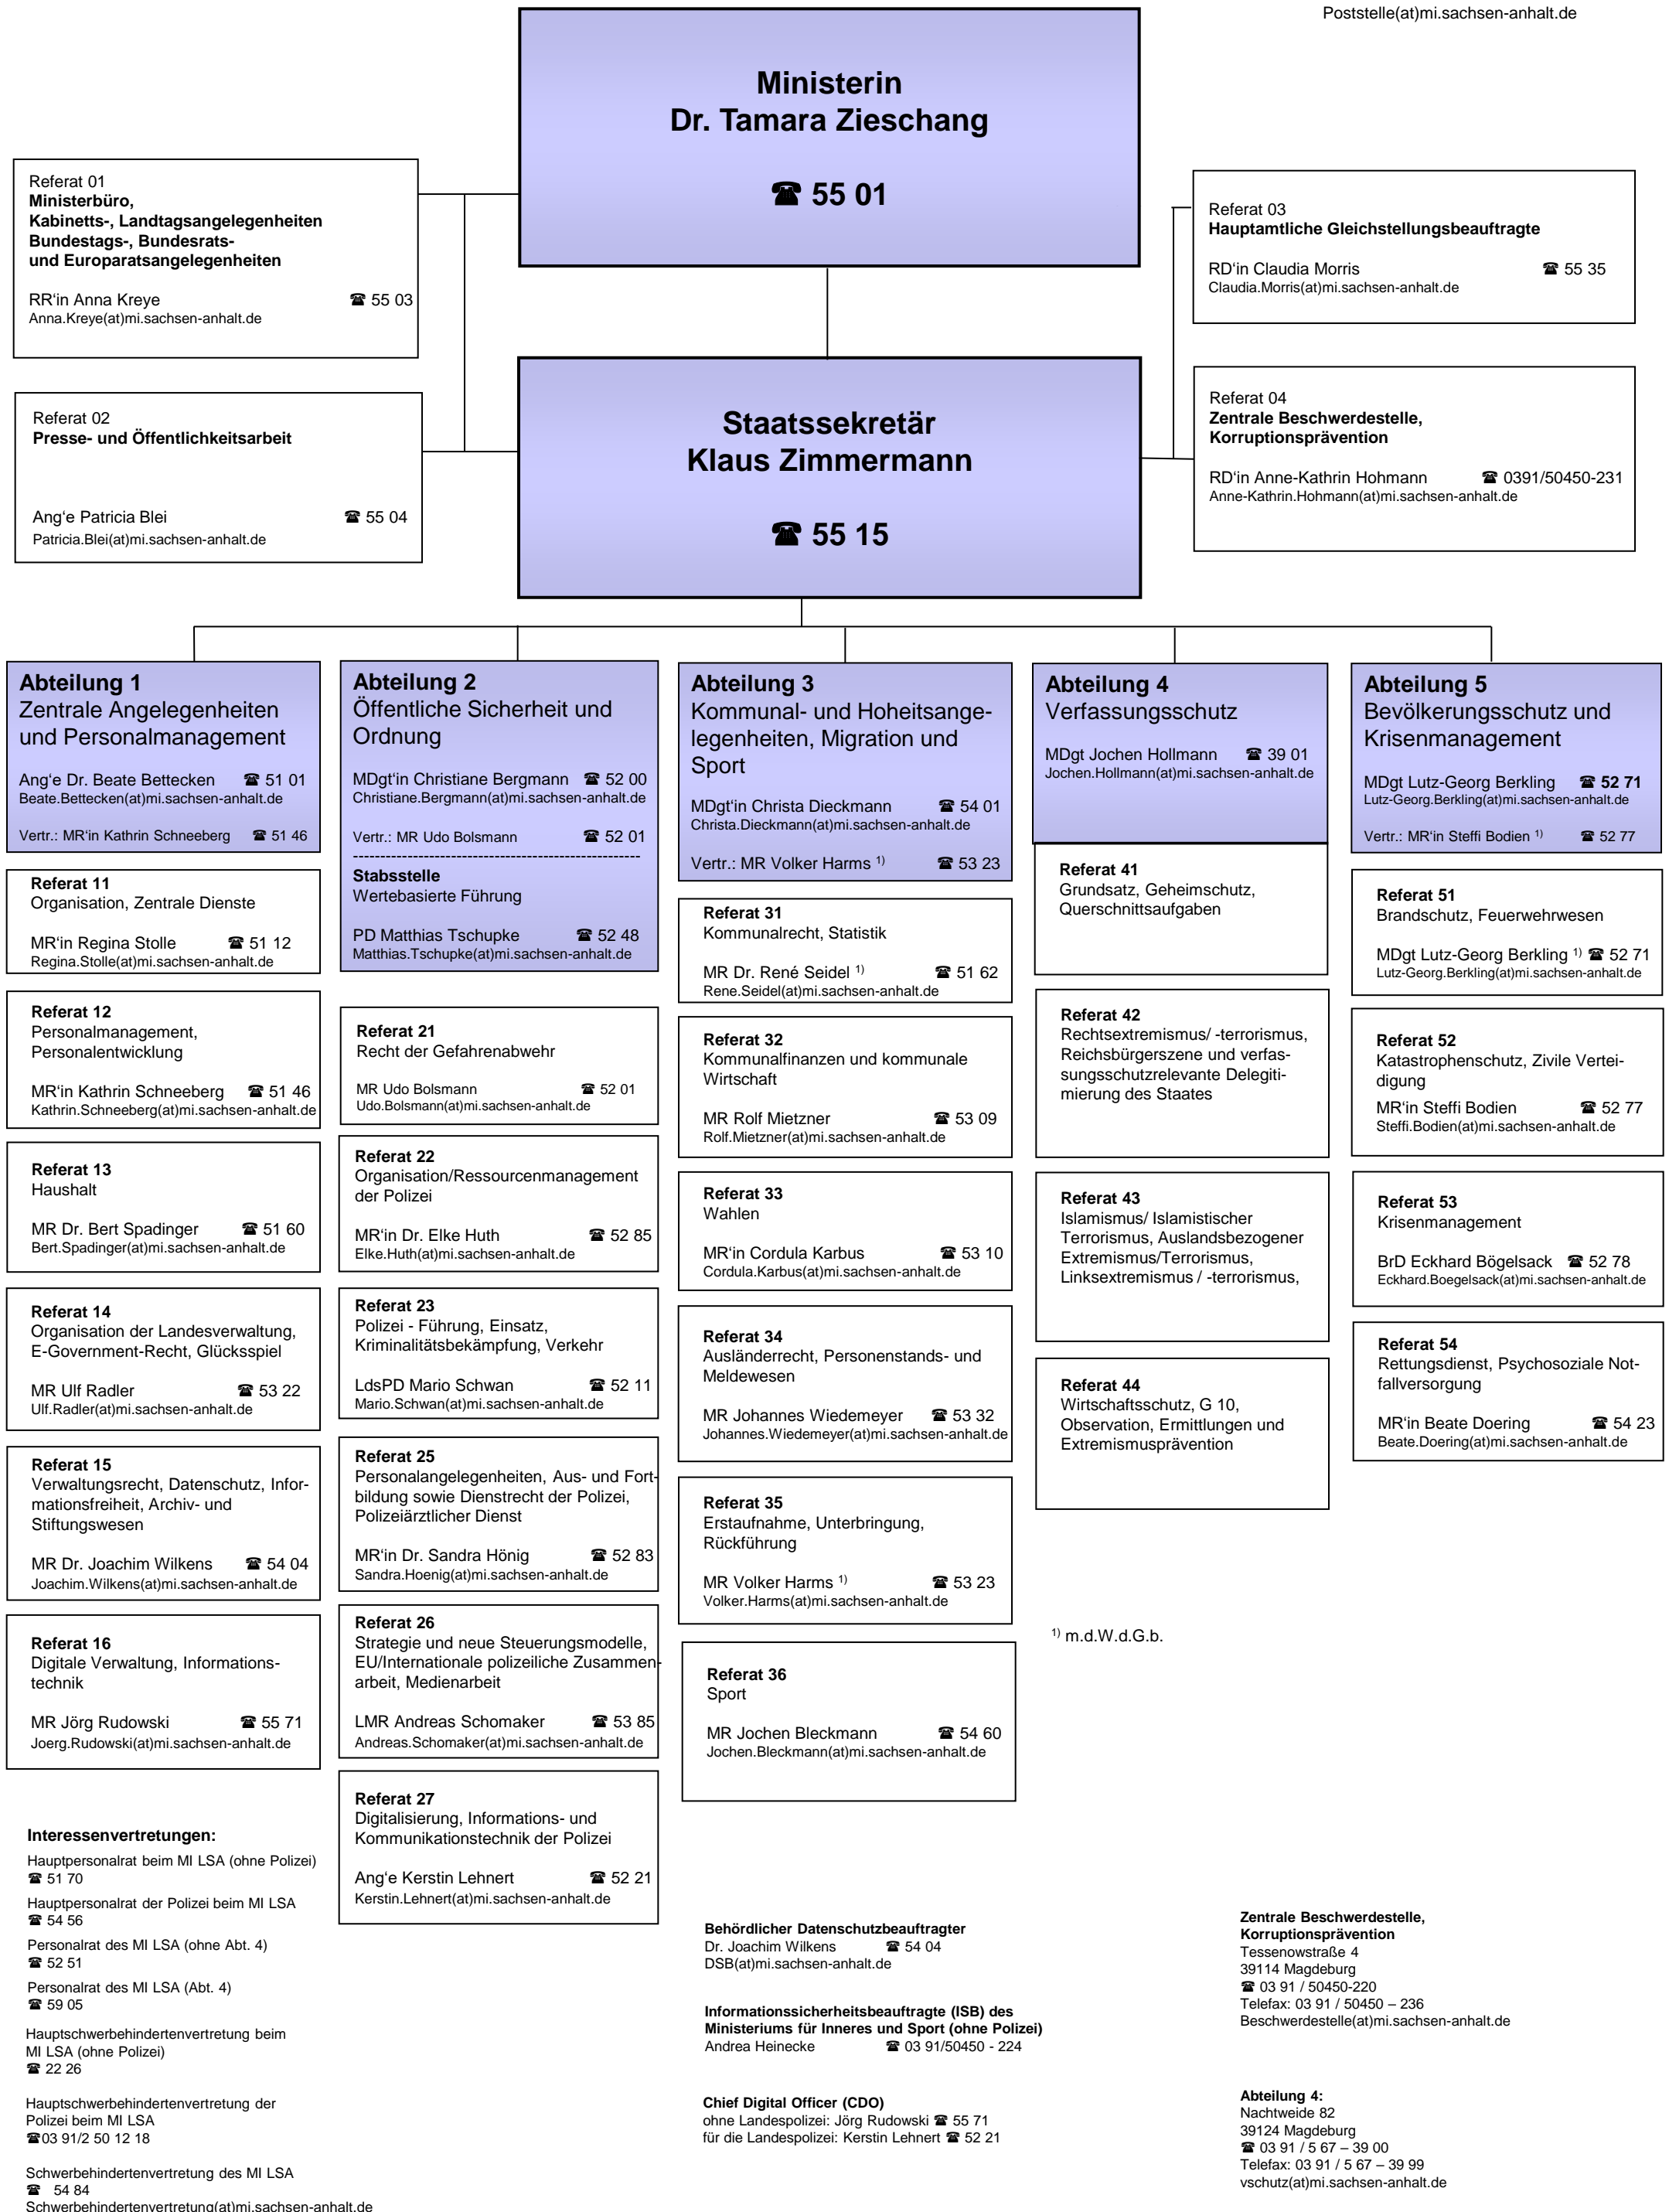 Poststelle(at)mi.sachsen-anhalt.de
Ministerin
Dr. Tamara Zieschang
☎ 55 01
Referat 01
Ministerbüro,
Kabinetts-, Landtagsangelegenheiten
Bundestags-, Bundesrats-
und Europaratsangelegenheiten
RR‘in Anna Kreye ☎ 55 03
Anna.Kreye(at)mi.sachsen-anhalt.de
Referat 03
Hauptamtliche Gleichstellungsbeauftragte
RD‘in Claudia Morris ☎ 55 35
Claudia.Morris(at)mi.sachsen-anhalt.de
Referat 02
Presse- und Öffentlichkeitsarbeit
Ang‘e Patricia Blei ☎ 55 04
Patricia.Blei(at)mi.sachsen-anhalt.de
Staatssekretär
Klaus Zimmermann
☎ 55 15
Referat 04
Zentrale Beschwerdestelle,
Korruptionsprävention
RD‘in Anne-Kathrin Hohmann ☎ 0391/50450-231
Anne-Kathrin.Hohmann(at)mi.sachsen-anhalt.de
Abteilung 1
Zentrale Angelegenheiten
und Personalmanagement
Ang‘e Dr. Beate Bettecken ☎ 51 01
Beate.Bettecken(at)mi.sachsen-anhalt.de
Vertr.: MR‘in Kathrin Schneeberg ☎ 51 46
Referat 11
Organisation, Zentrale Dienste
MR‘in Regina Stolle ☎ 51 12
Regina.Stolle(at)mi.sachsen-anhalt.de
Referat 12
Personalmanagement,
Personalentwicklung
MR‘in Kathrin Schneeberg ☎ 51 46
Kathrin.Schneeberg(at)mi.sachsen-anhalt.de
Referat 13
Haushalt
MR Dr. Bert Spadinger ☎ 51 60
Bert.Spadinger(at)mi.sachsen-anhalt.de
Referat 14
Organisation der Landesverwaltung,
E-Government-Recht, Glücksspiel
MR Ulf Radler ☎ 53 22
Ulf.Radler(at)mi.sachsen-anhalt.de
Referat 15
Verwaltungsrecht, Datenschutz, Infor-
mationsfreiheit, Archiv- und
Stiftungswesen
MR Dr. Joachim Wilkens ☎ 54 04
Joachim.Wilkens(at)mi.sachsen-anhalt.de
Referat 16
Digitale Verwaltung, Informations-
technik
MR Jörg Rudowski ☎ 55 71
Joerg.Rudowski(at)mi.sachsen-anhalt.de
Abteilung 2
Öffentliche Sicherheit und
Ordnung
MDgt‘in Christiane Bergmann ☎ 52 00
Christiane.Bergmann(at)mi.sachsen-anhalt.de
Vertr.: MR Udo Bolsmann ☎ 52 01
-----------------------------------------------------
Stabsstelle
Wertebasierte Führung
PD Matthias Tschupke ☎ 52 48
Matthias.Tschupke(at)mi.sachsen-anhalt.de
Referat 21
Recht der Gefahrenabwehr
MR Udo Bolsmann ☎ 52 01
Udo.Bolsmann(at)mi.sachsen-anhalt.de
Referat 22
Organisation/Ressourcenmanagement
der Polizei
MR‘in Dr. Elke Huth ☎ 52 85
Elke.Huth(at)mi.sachsen-anhalt.de
Referat 23
Polizei - Führung, Einsatz,
Kriminalitätsbekämpfung, Verkehr
LdsPD Mario Schwan ☎ 52 11
Mario.Schwan(at)mi.sachsen-anhalt.de
Referat 25
Personalangelegenheiten, Aus- und Fort-
bildung sowie Dienstrecht der Polizei,
Polizeiärztlicher Dienst
MR‘in Dr. Sandra Hönig ☎ 52 83
Sandra.Hoenig(at)mi.sachsen-anhalt.de
Referat 26
Strategie und neue Steuerungsmodelle,
EU/Internationale polizeiliche Zusammen-
arbeit, Medienarbeit
LMR Andreas Schomaker ☎ 53 85
Andreas.Schomaker(at)mi.sachsen-anhalt.de
Referat 27
Digitalisierung, Informations- und
Kommunikationstechnik der Polizei
Ang‘e Kerstin Lehnert ☎ 52 21
Kerstin.Lehnert(at)mi.sachsen-anhalt.de
Abteilung 3
Kommunal- und Hoheitsange-
legenheiten, Migration und
Sport
MDgt‘in Christa Dieckmann ☎ 54 01
Christa.Dieckmann(at)mi.sachsen-anhalt.de
Vertr.: MR Volker Harms 1) ☎ 53 23
Referat 31
Kommunalrecht, Statistik
MR Dr. René Seidel 1) ☎ 51 62
Rene.Seidel(at)mi.sachsen-anhalt.de
Referat 32
Kommunalfinanzen und kommunale
Wirtschaft
MR Rolf Mietzner ☎ 53 09
Rolf.Mietzner(at)mi.sachsen-anhalt.de
Referat 33
Wahlen
MR‘in Cordula Karbus ☎ 53 10
Cordula.Karbus(at)mi.sachsen-anhalt.de
Referat 34
Ausländerrecht, Personenstands- und
Meldewesen
MR Johannes Wiedemeyer ☎ 53 32
Johannes.Wiedemeyer(at)mi.sachsen-anhalt.de
Referat 35
Erstaufnahme, Unterbringung,
Rückführung
MR Volker Harms 1) ☎ 53 23
Volker.Harms(at)mi.sachsen-anhalt.de
Referat 36
Sport
MR Jochen Bleckmann ☎ 54 60
Jochen.Bleckmann(at)mi.sachsen-anhalt.de
Abteilung 4
Verfassungsschutz
MDgt Jochen Hollmann ☎ 39 01
Jochen.Hollmann(at)mi.sachsen-anhalt.de
Referat 41
Grundsatz, Geheimschutz,
Querschnittsaufgaben
Referat 42
Rechtsextremismus/ -terrorismus,
Reichsbürgerszene und verfas-
sungsschutzrelevante Delegiti-
mierung des Staates
Referat 43
Islamismus/ Islamistischer
Terrorismus, Auslandsbezogener
Extremismus/Terrorismus,
Linksextremismus / -terrorismus,
Referat 44
Wirtschaftsschutz, G 10,
Observation, Ermittlungen und
Extremismusprävention
Abteilung 5
Bevölkerungsschutz und
Krisenmanagement
MDgt Lutz-Georg Berkling ☎ 52 71
Lutz-Georg.Berkling(at)mi.sachsen-anhalt.de
Vertr.: MR‘in Steffi Bodien 1) ☎ 52 77
Referat 51
Brandschutz, Feuerwehrwesen
MDgt Lutz-Georg Berkling 1) ☎ 52 71
Lutz-Georg.Berkling(at)mi.sachsen-anhalt.de
Referat 52
Katastrophenschutz, Zivile Vertei-
digung
MR‘in Steffi Bodien ☎ 52 77
Steffi.Bodien(at)mi.sachsen-anhalt.de
Referat 53
Krisenmanagement
BrD Eckhard Bögelsack ☎ 52 78
Eckhard.Boegelsack(at)mi.sachsen-anhalt.de
Referat 54
Rettungsdienst, Psychosoziale Not-
fallversorgung
MR‘in Beate Doering ☎ 54 23
Beate.Doering(at)mi.sachsen-anhalt.de
1) m.d.W.d.G.b.
Interessenvertretungen:
Hauptpersonalrat beim MI LSA (ohne Polizei)
☎ 51 70
Hauptpersonalrat der Polizei beim MI LSA
☎ 54 56
Personalrat des MI LSA (ohne Abt. 4)
☎ 52 51
Personalrat des MI LSA (Abt. 4)
☎ 59 05
Hauptschwerbehindertenvertretung beim
MI LSA (ohne Polizei)
☎ 22 26
Hauptschwerbehindertenvertretung der
Polizei beim MI LSA
☎03 91/2 50 12 18
Schwerbehindertenvertretung des MI LSA
☎ 54 84
Schwerbehindertenvertretung(at)mi.sachsen-anhalt.de
Behördlicher Datenschutzbeauftragter
Dr. Joachim Wilkens ☎ 54 04
DSB(at)mi.sachsen-anhalt.de
Informationssicherheitsbeauftragte (ISB) des
Ministeriums für Inneres und Sport (ohne Polizei)
Andrea Heinecke ☎ 03 91/50450 - 224
Chief Digital Officer (CDO)
ohne Landespolizei: Jörg Rudowski ☎ 55 71
für die Landespolizei: Kerstin Lehnert ☎ 52 21
Zentrale Beschwerdestelle,
Korruptionsprävention
Tessenowstraße 4
39114 Magdeburg
☎ 03 91 / 50450-220
Telefax: 03 91 / 50450 – 236
Beschwerdestelle(at)mi.sachsen-anhalt.de
Abteilung 4:
Nachtweide 82
39124 Magdeburg
☎ 03 91 / 5 67 – 39 00
Telefax: 03 91 / 5 67 – 39 99
vschutz(at)mi.sachsen-anhalt.de